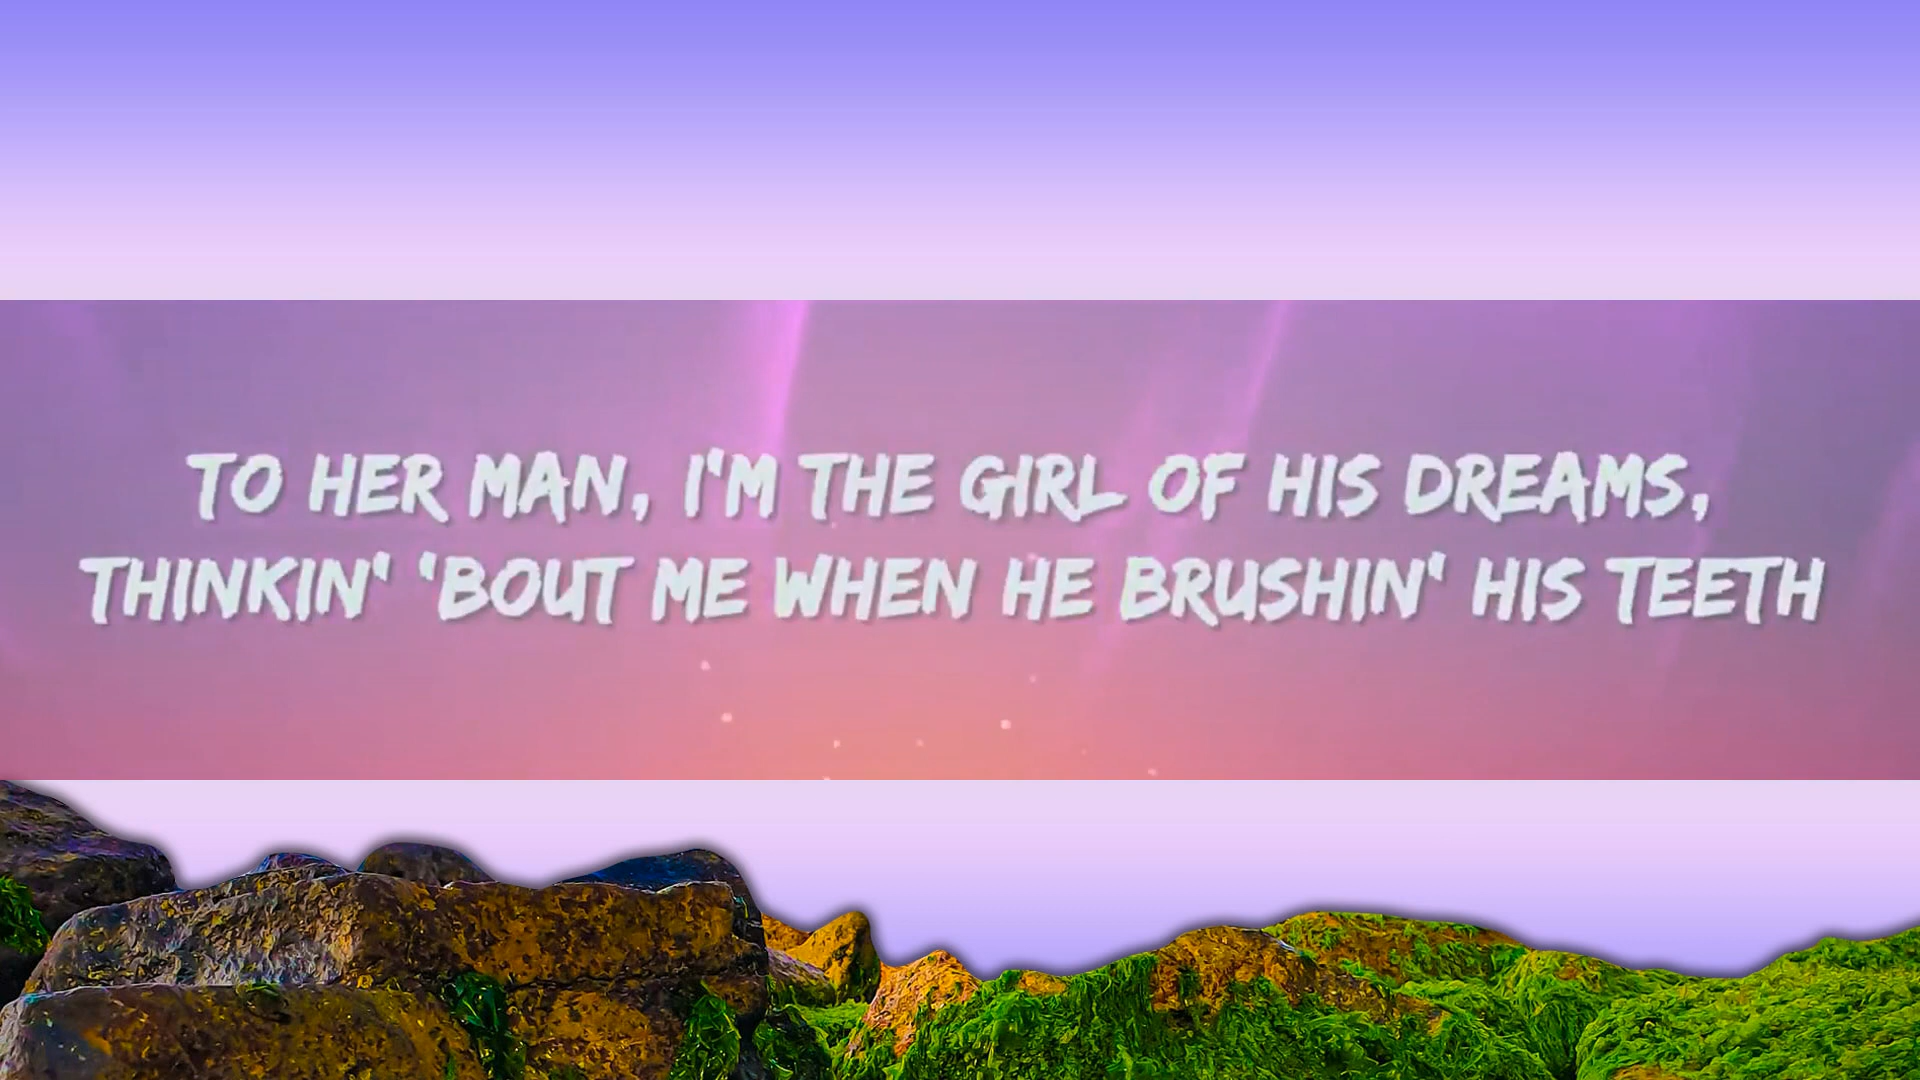 TO HER MAN, I'M THE GIRL OF HIS DREAMS,
THINKIN' 'BOUT ME WHEN HE BRUSHIN' HIS TEETH